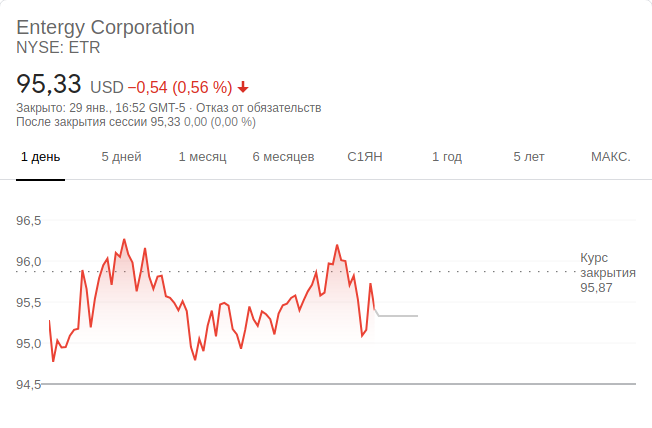 Entergy Corporation
NYSE: ETR
95,33 USD −0,54 (0,56 %)
Закрыто: 29 янв., 16:52 GMT-5 · Отказ от обязательств
После закрытия сессии 95,33 0,00 (0,00 %)
1 день 5 дней 1 месяц 6 месяцев С1ЯН 1 год 5 лет МАКС.
96,5
96,0
Курс
закрытия
95,87
95,5
95,0
94,5